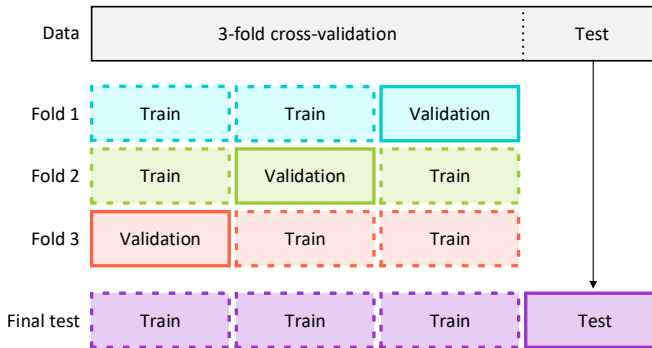 Data 3-fold cross-validation Test
Fold 1 Train Train Validation
Fold 2 Train Validation Train
Fold 3 Validation Train Train
Final test Train Train Train Test